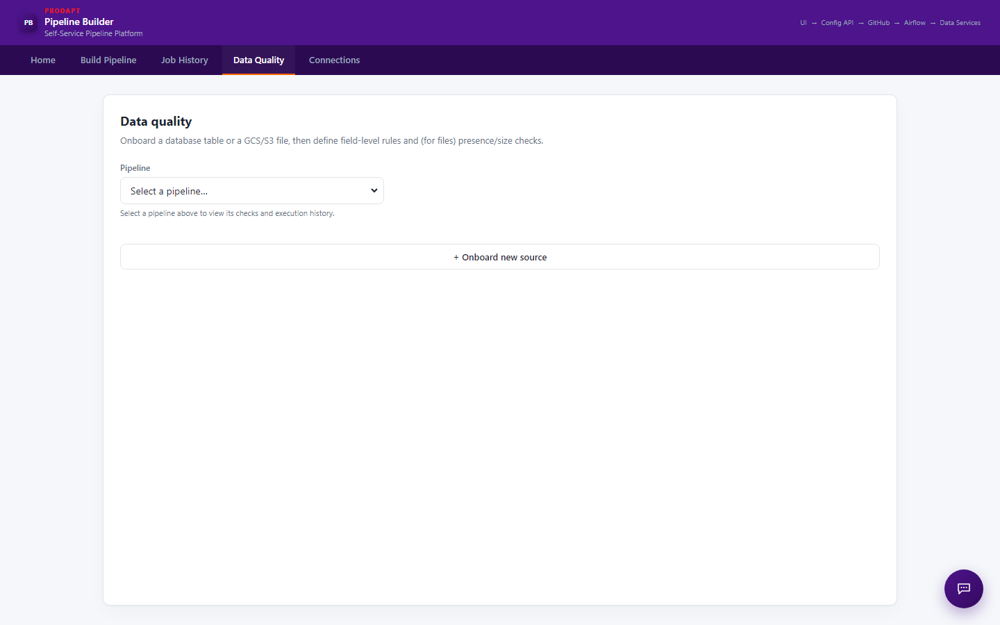 PRODAPT
PB
Pipeline Builder
Self-Service Pipeline Platform
UI → Config API → GitHub → Airflow → Data Services
Home
Build Pipeline
Job History
Data Quality
Connections
Data quality
Onboard a database table or a GCS/S3 file, then define field-level rules and (for files) presence/size checks.
Pipeline
Select a pipeline...
Select a pipeline above to view its checks and execution history.
+ Onboard new source